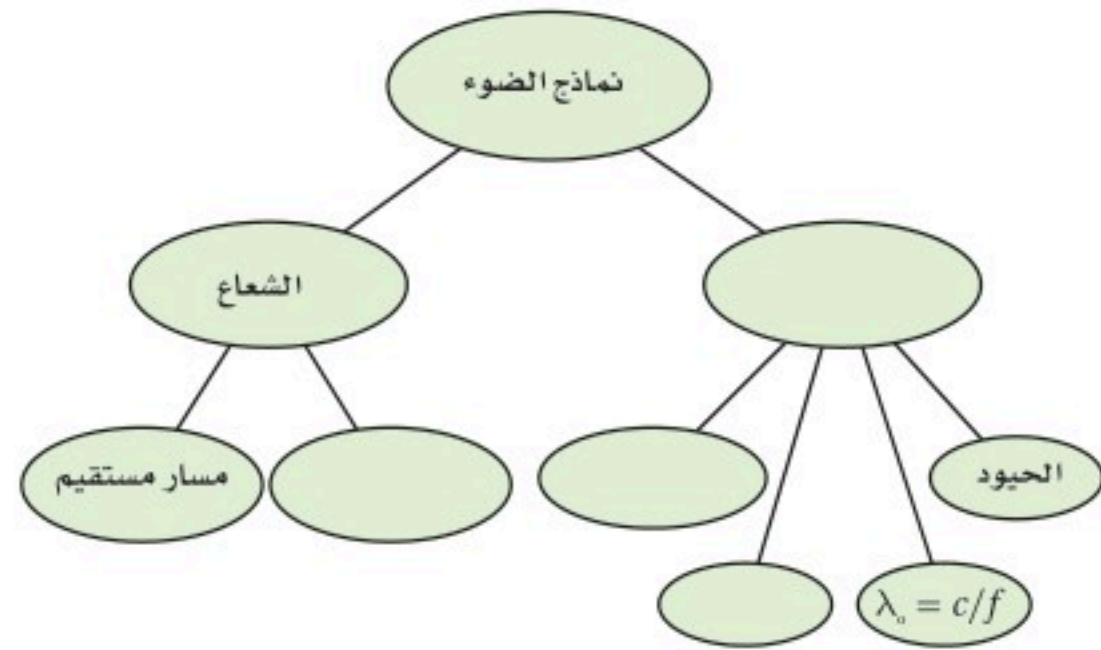 نماذج الضوء
الشعاع
مسار مستقيم
الحيود
λ₀ = c/f